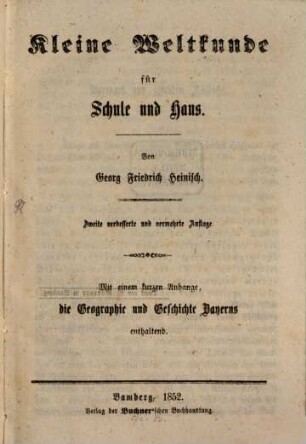 Kleine Weltkunde
für
Schule und Haus.
Von
Georg Friedrich Heinisch.
Zweite verbesserte und vermehrte Auflage.
Mit einem kurzen Anhange,
die Geographie und Geschichte Bayerns
enthaltend.
Bamberg, 1852.
Verlag der Buchner'schen Buchhandlung.